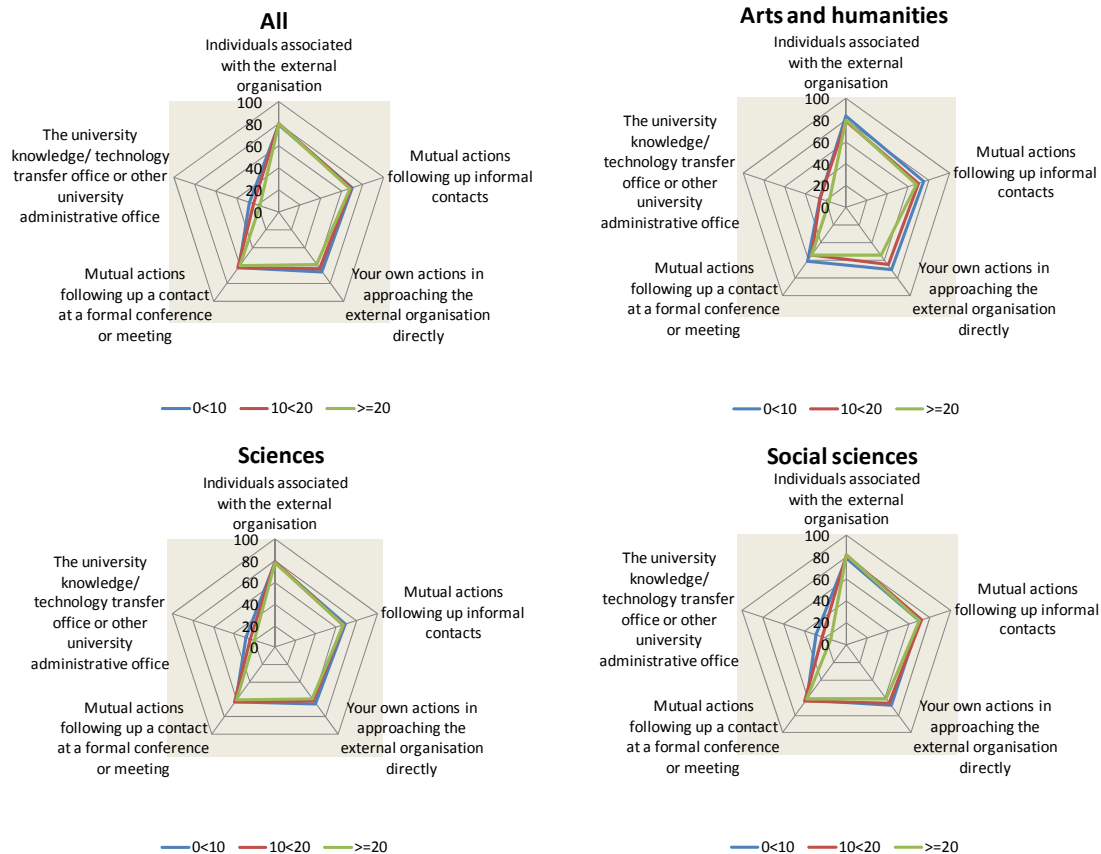 All
Individuals associated
with the external
organisation
100
80
60
40
20
0
Mutual actions
following up informal
contacts
Your own actions in
approaching the
external organisation
directly
Mutual actions
following up a contact
at a formal conference
or meeting
The university
knowledge/ technology
transfer office or other
university
administrative office
0<10
10<20
>=20
Arts and humanities
Individuals associated
with the external
organisation
100
80
60
40
20
0
Mutual actions
following up informal
contacts
Your own actions in
approaching the
external organisation
directly
Mutual actions
following up a contact
at a formal conference
or meeting
The university
knowledge/
technology transfer
office or other
university
administrative office
0<10
10<20
>=20
Sciences
Individuals associated
with the external
organisation
100
80
60
40
20
0
Mutual actions
following up informal
contacts
Your own actions in
approaching the
external organisation
directly
Mutual actions
following up a contact
at a formal conference
or meeting
The university
knowledge/
technology transfer
office or other
university
administrative office
0<10
10<20
>=20
Social sciences
Individuals associated
with the external
organisation
100
80
60
40
20
0
Mutual actions
following up informal
contacts
Your own actions in
approaching the
external organisation
directly
Mutual actions
following up a contact
at a formal conference
or meeting
The university
knowledge/
technology transfer
office or other
university
administrative office
0<10
10<20
>=20